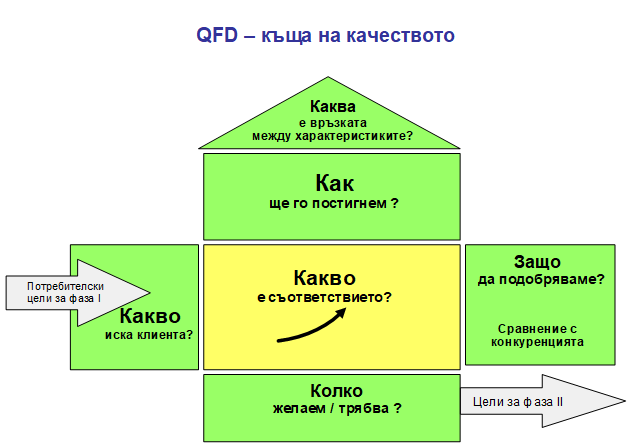 QFD – къща на качеството
Каква
е връзката
между характеристиките?
Как
ще го постигнем ?
Потребителски
цели за фаза I
Какво
иска клиента?
Какво
е съответствието?
Защо
да подобряваме?
Сравнение с
конкуренцията
Колко
желаем / трябва ?
Цели за фаза II